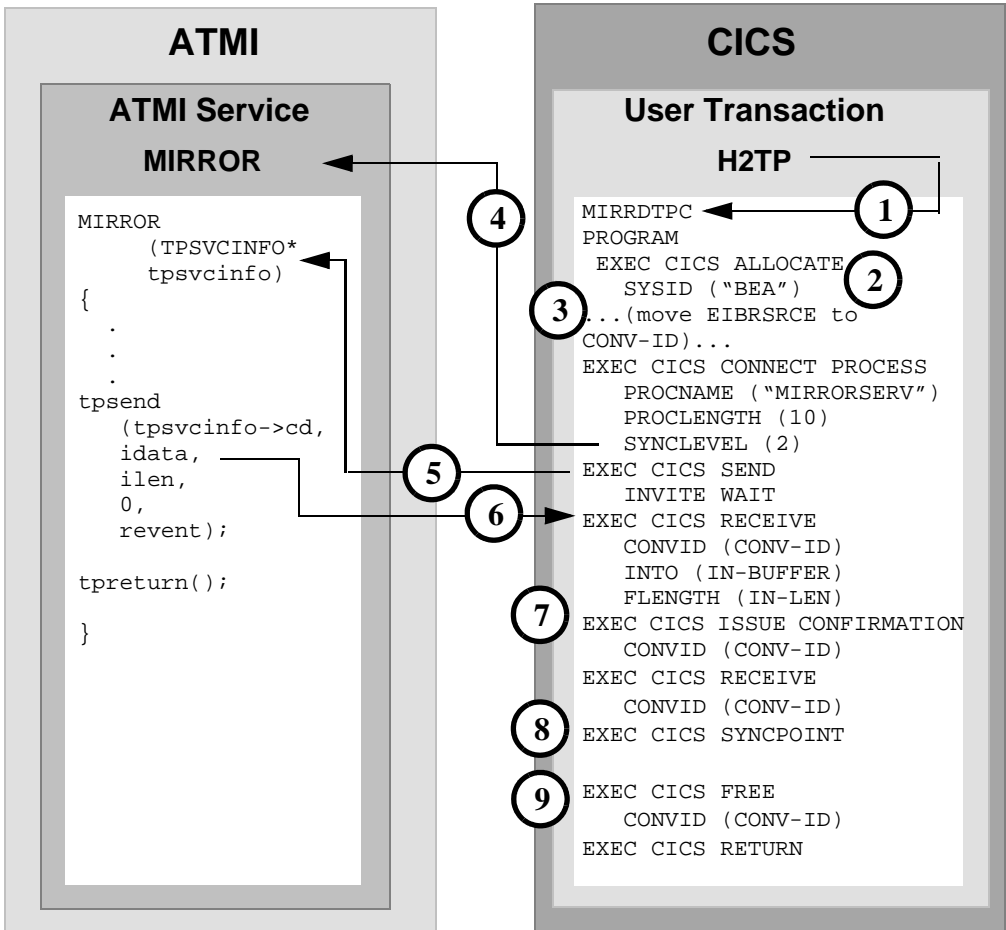 ATMI
ATMI Service
MIRROR
MIRROR
(TPSVCINFO*
tpsvcinfo)
{
.
.
.
tpsend
(tpsvcinfo->cd,
idata,
ilen,
0,
revent);
tpreturn();
}
4
5
6
CICS
User Transaction
H2TP
1
MIRRDTPC
PROGRAM
EXEC CICS ALLOCATE
2
SYSID ("BEA")
3
...(move EIBRSRCE to
CONV-ID)...
EXEC CICS CONNECT PROCESS
PROCNAME ("MIRRORSERV")
PROCLENGTH (10)
SYNCLEVEL (2)
EXEC CICS SEND
INVITE WAIT
EXEC CICS RECEIVE
CONVID (CONV-ID)
INTO (IN-BUFFER)
FLENGTH (IN-LEN)
7
EXEC CICS ISSUE CONFIRMATION
CONVID (CONV-ID)
EXEC CICS RECEIVE
CONVID (CONV-ID)
8
EXEC CICS SYNCPOINT
9
EXEC CICS FREE
CONVID (CONV-ID)
EXEC CICS RETURN